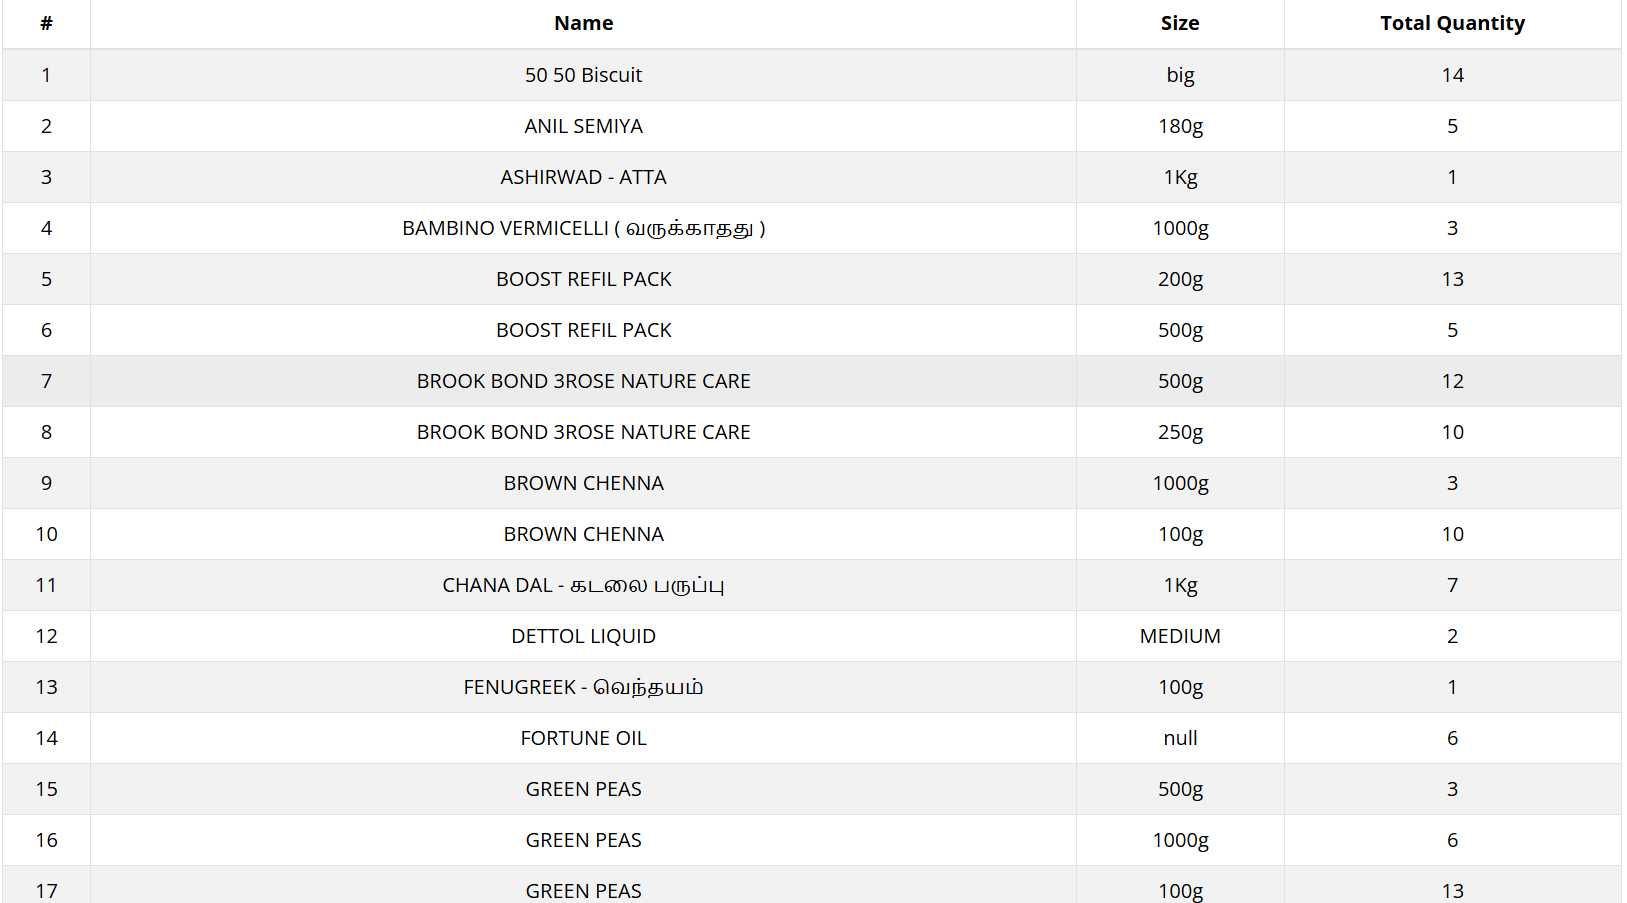 # Name Size Total Quantity
1 50 50 Biscuit big 14
2 ANIL SEMIYA 180g 5
3 ASHIRWAD - ATTA 1Kg 1
4 BAMBINO VERMICELLI ( வருக்காதது ) 1000g 3
5 BOOST REFIL PACK 200g 13
6 BOOST REFIL PACK 500g 5
7 BROOK BOND 3ROSE NATURE CARE 500g 12
8 BROOK BOND 3ROSE NATURE CARE 250g 10
9 BROWN CHENNA 1000g 3
10 BROWN CHENNA 100g 10
11 CHANA DAL - கடலை பருப்பு 1Kg 7
12 DETTOL LIQUID MEDIUM 2
13 FENUGREEK - வெந்தயம் 100g 1
14 FORTUNE OIL null 6
15 GREEN PEAS 500g 3
16 GREEN PEAS 1000g 6
17 GREEN PEAS 100g 13